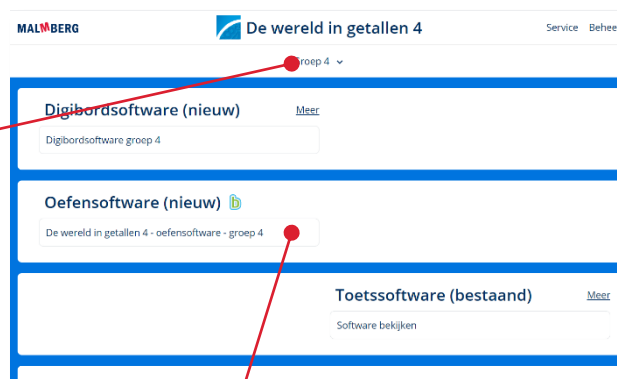 MALMBERG
De wereld in getallen 4
Service Behee
Groep 4
Digibordsoftware (nieuw)
Meer
Digibordsoftware groep 4
Oefensoftware (nieuw)
b
De wereld in getallen 4 - oefensoftware - groep 4
Toetssoftware (bestaand)
Meer
Software bekijken